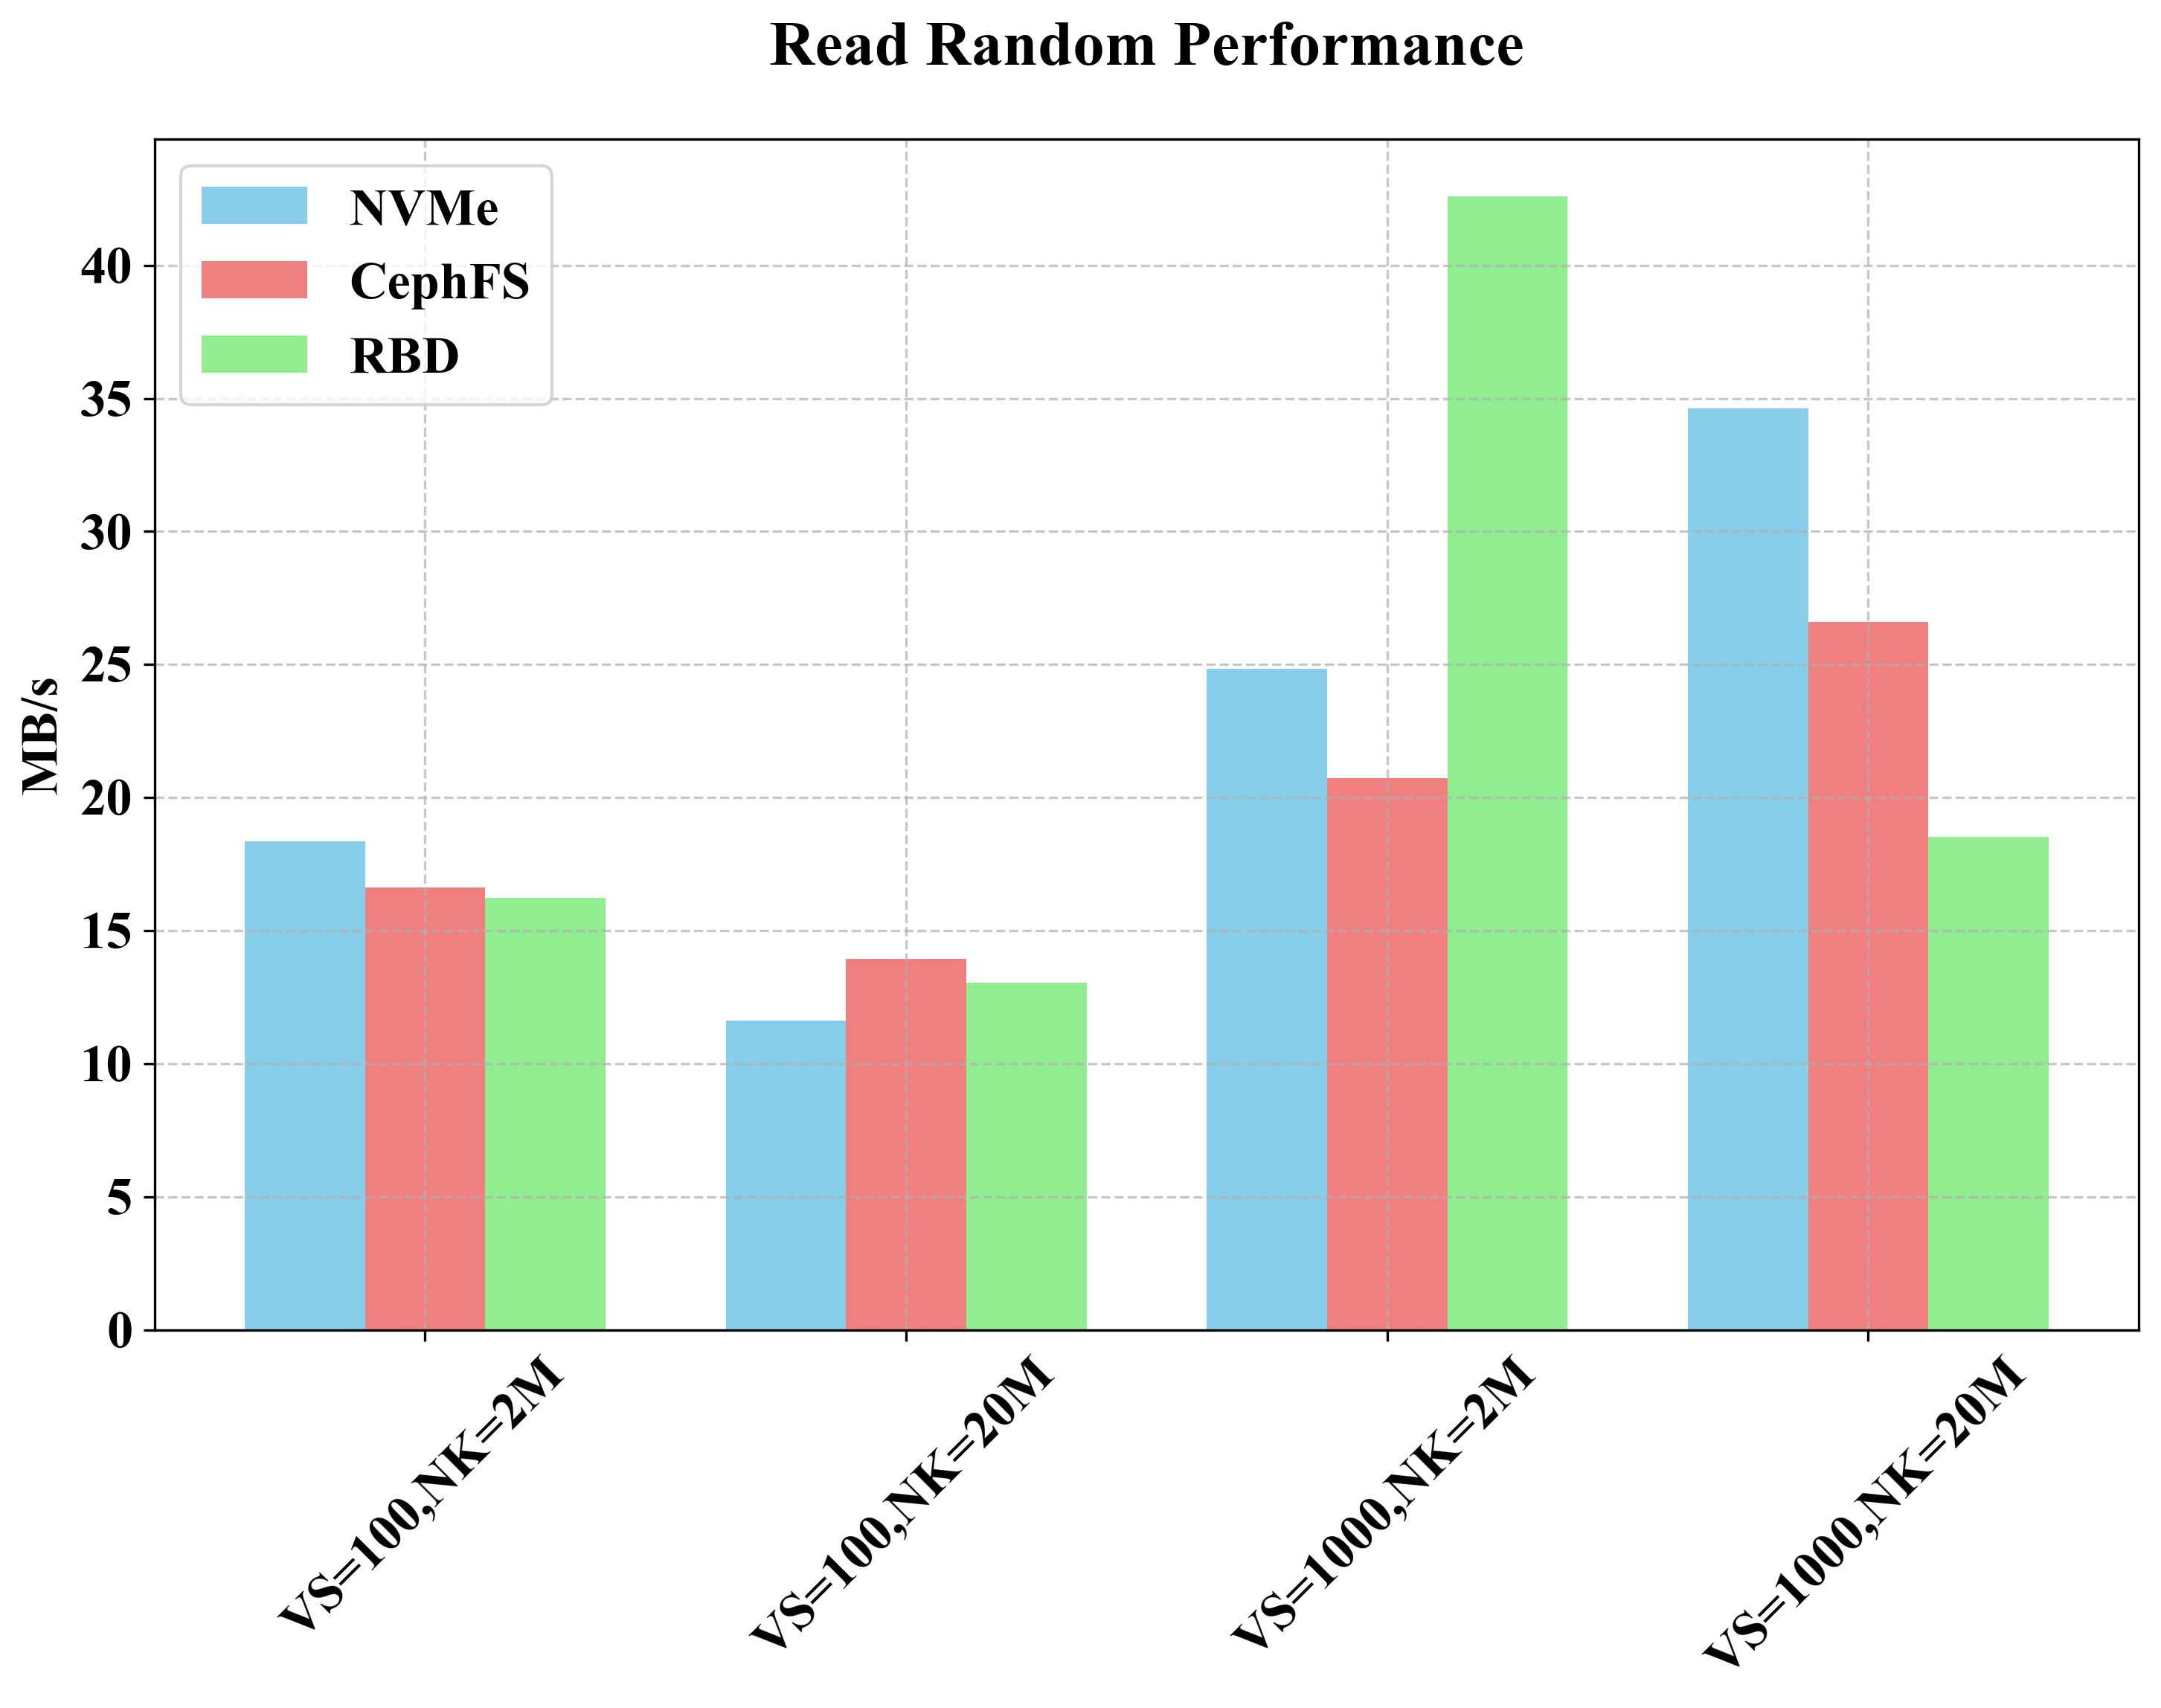 Read Random Performance
NVMe
CephFS
RBD
MB/s
40
35
30
25
20
15
10
5
0
VS=100,NK=2M
VS=100,NK=20M
VS=1000,NK=2M
VS=1000,NK=20M